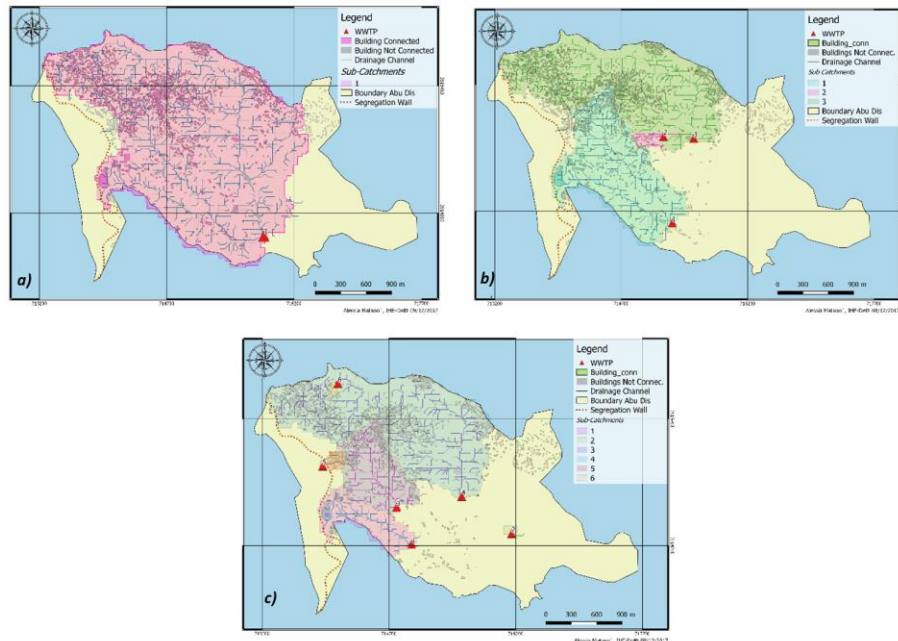 Legend
WWTP
Building Connected
Building Not Connected
Drainage Channel
Sub-Catchments
1
Boundary Abu Dis
Segregation Wall
a)
0 300 600 900 m
Legend
WWTP
Building_conn
Buildings Not Connec.
Drainage Channel
Sub Catchments
1
2
3
Boundary Abu Dis
Segregation Wall
b)
0 300 600 900 m
Legend
WWTP
Building_conn
Buildings Not Connec.
Drainage Channel
Boundary Abu Dis
Segregation Wall
Sub-Catchments
1
2
3
4
5
6
c)
0 300 600 900 m